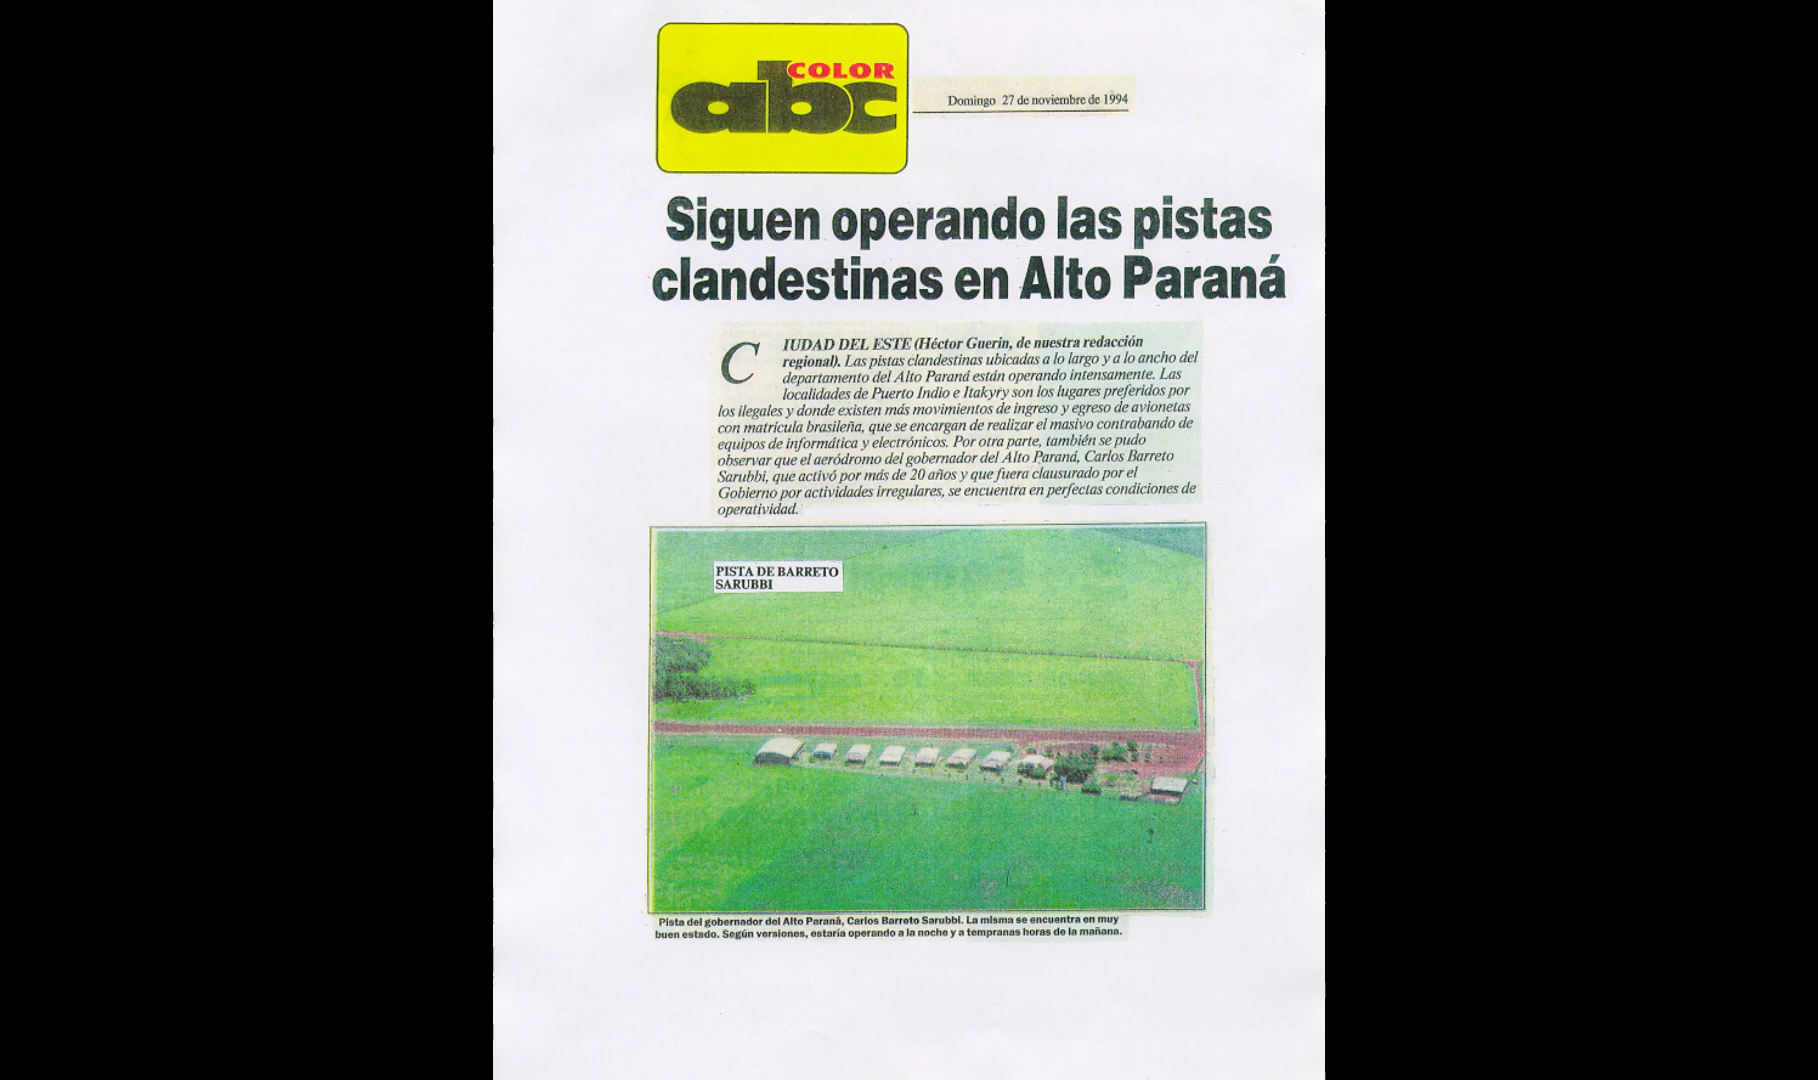 COLOR
abc
Domingo 27 de noviembre de 1994
Siguen operando las pistas
clandestinas en Alto Paraná
CIUDAD DEL ESTE (Héctor Guerin, de nuestra redacción
regional). Las pistas clandestinas ubicadas a lo largo y a lo ancho del
departamento del Alto Paraná están operando intensamente. Las
localidades de Puerto Indio e Itakyry son los lugares preferidos por
los ilegales y donde existen más movimientos de ingreso y egreso de avionetas
con matrícula brasileña, que se encargan de realizar el masivo contrabando de
equipos de informática y electrónicos. Por otra parte, también se pudo
observar que el aeródromo del gobernador del Alto Paraná, Carlos Barreto
Sarubbi, que activó por más de 20 años y que fuera clausurado por el
Gobierno por actividades irregulares, se encuentra en perfectas condiciones de
operatividad.
PISTA DE BARRETO
SARUBBI
Pista del gobernador del Alto Paraná, Carlos Barreto Sarubbi. La misma se encuentra en muy
buen estado. Según versiones, estaría operando a la noche y a tempranas horas de la mañana.